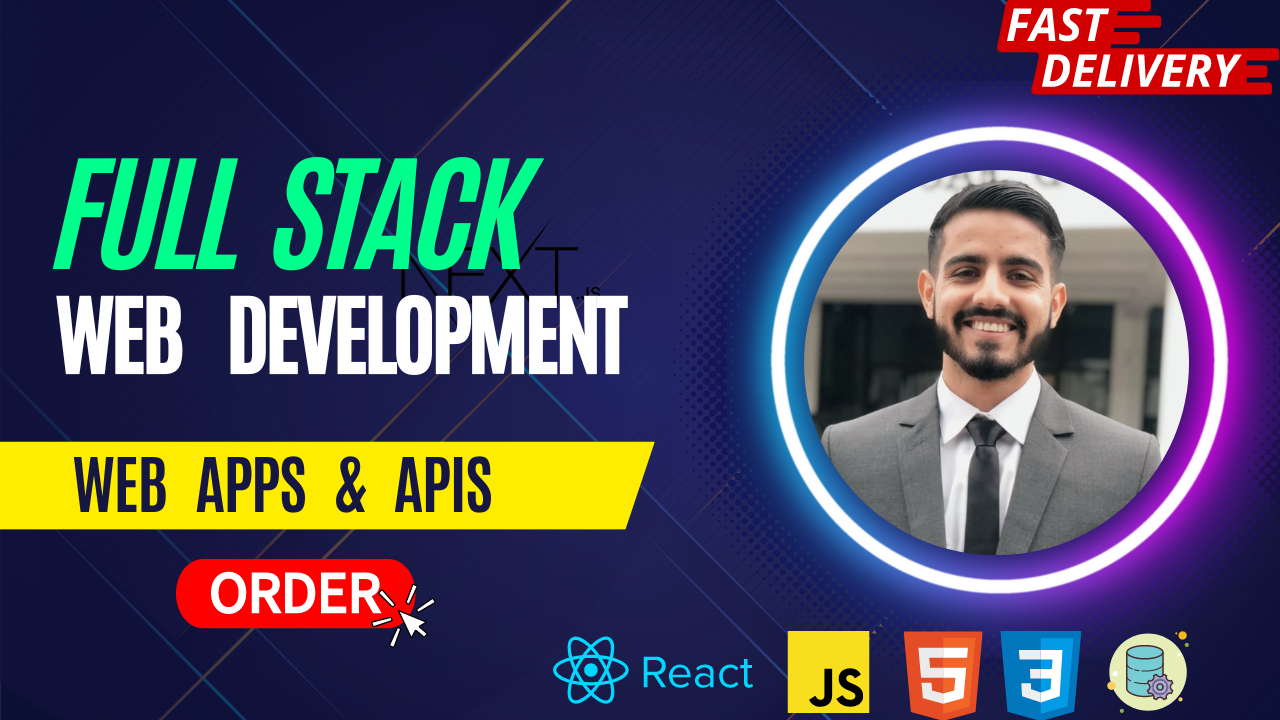 FAST
DELIVERY
FULL STACK
NEXT
.JS
WEB DEVELOPMENT
WEB APPS & APIS
ORDER
React
JS
5
3